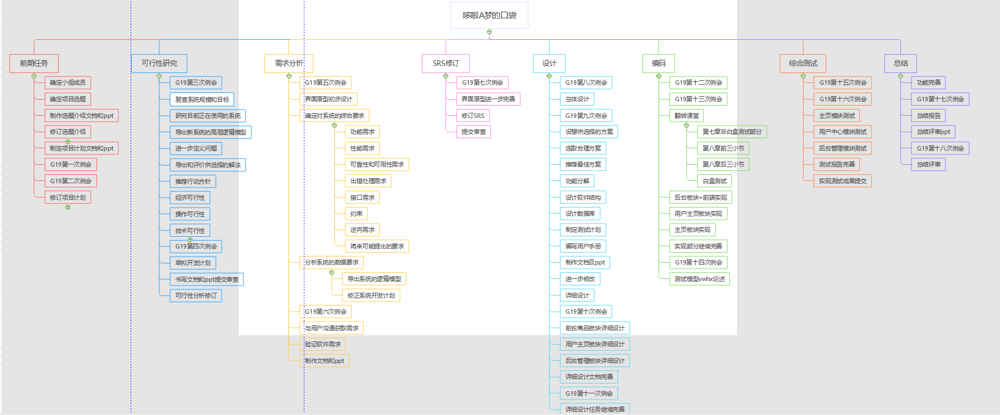 哆啦A梦的口袋
前期任务
确定小组成员
确定项目选题
制作选题介绍文档和ppt
修订选题介绍
制定项目计划文档和ppt
G19第一次例会
G19第二次例会
修订项目计划
可行性研究
G19第三次例会
复查系统规模和目标
研究目前正在使用的系统
导出新系统的高层逻辑模型
进一步定义问题
导出和评价供选择的解法
推荐行动方针
经济可行性
操作可行性
技术可行性
G19第四次例会
草拟开发计划
书写文档和ppt提交审查
可行性分析修订
需求分析
G19第五次例会
界面原型初步设计
确定对系统的综合要求
功能需求
性能需求
可靠性和可用性需求
出错处理需求
接口需求
约束
逆向需求
将来可能提出的要求
分析系统的数据要求
导出系统的逻辑模型
修正系统开发计划
G19第六次例会
与用户沟通获取需求
验证软件需求
制作文档和ppt
SRS修订
G19第七次例会
界面原型进一步完善
修订SRS
提交审查
设计
G19第八次例会
总体设计
G19第九次例会
设想供选择的方案
选取合理方案
推荐最佳方案
功能分解
设计软件结构
设计数据库
制定测试计划
编写用户手册
制作文档及ppt
进一步修改
详细设计
G19第十次例会
前台商品板块详细设计
用户主页板块详细设计
后台管理板块详细设计
详细设计文档完善
G19第十一次例会
详细设计任务继续完善
编码
G19第十二次例会
G19第十三次例会
翻转课堂
第七章非白盒测试部分
第八章前三小节
第八章后三小节
白盒测试
后台板块+前端实现
用户主页板块实现
主页板块实现
实现部分继续完善
G19第十四次例会
测试模型vwhx论述
综合测试
G19第十五次例会
G19第十六次例会
主页模块测试
用户中心模块测试
后台管理模块测试
测试报告完善
实现测试成果提交
总结
功能完善
G19第十七次例会
总结报告
总结评审ppt
G19第十八次例会
总结评审